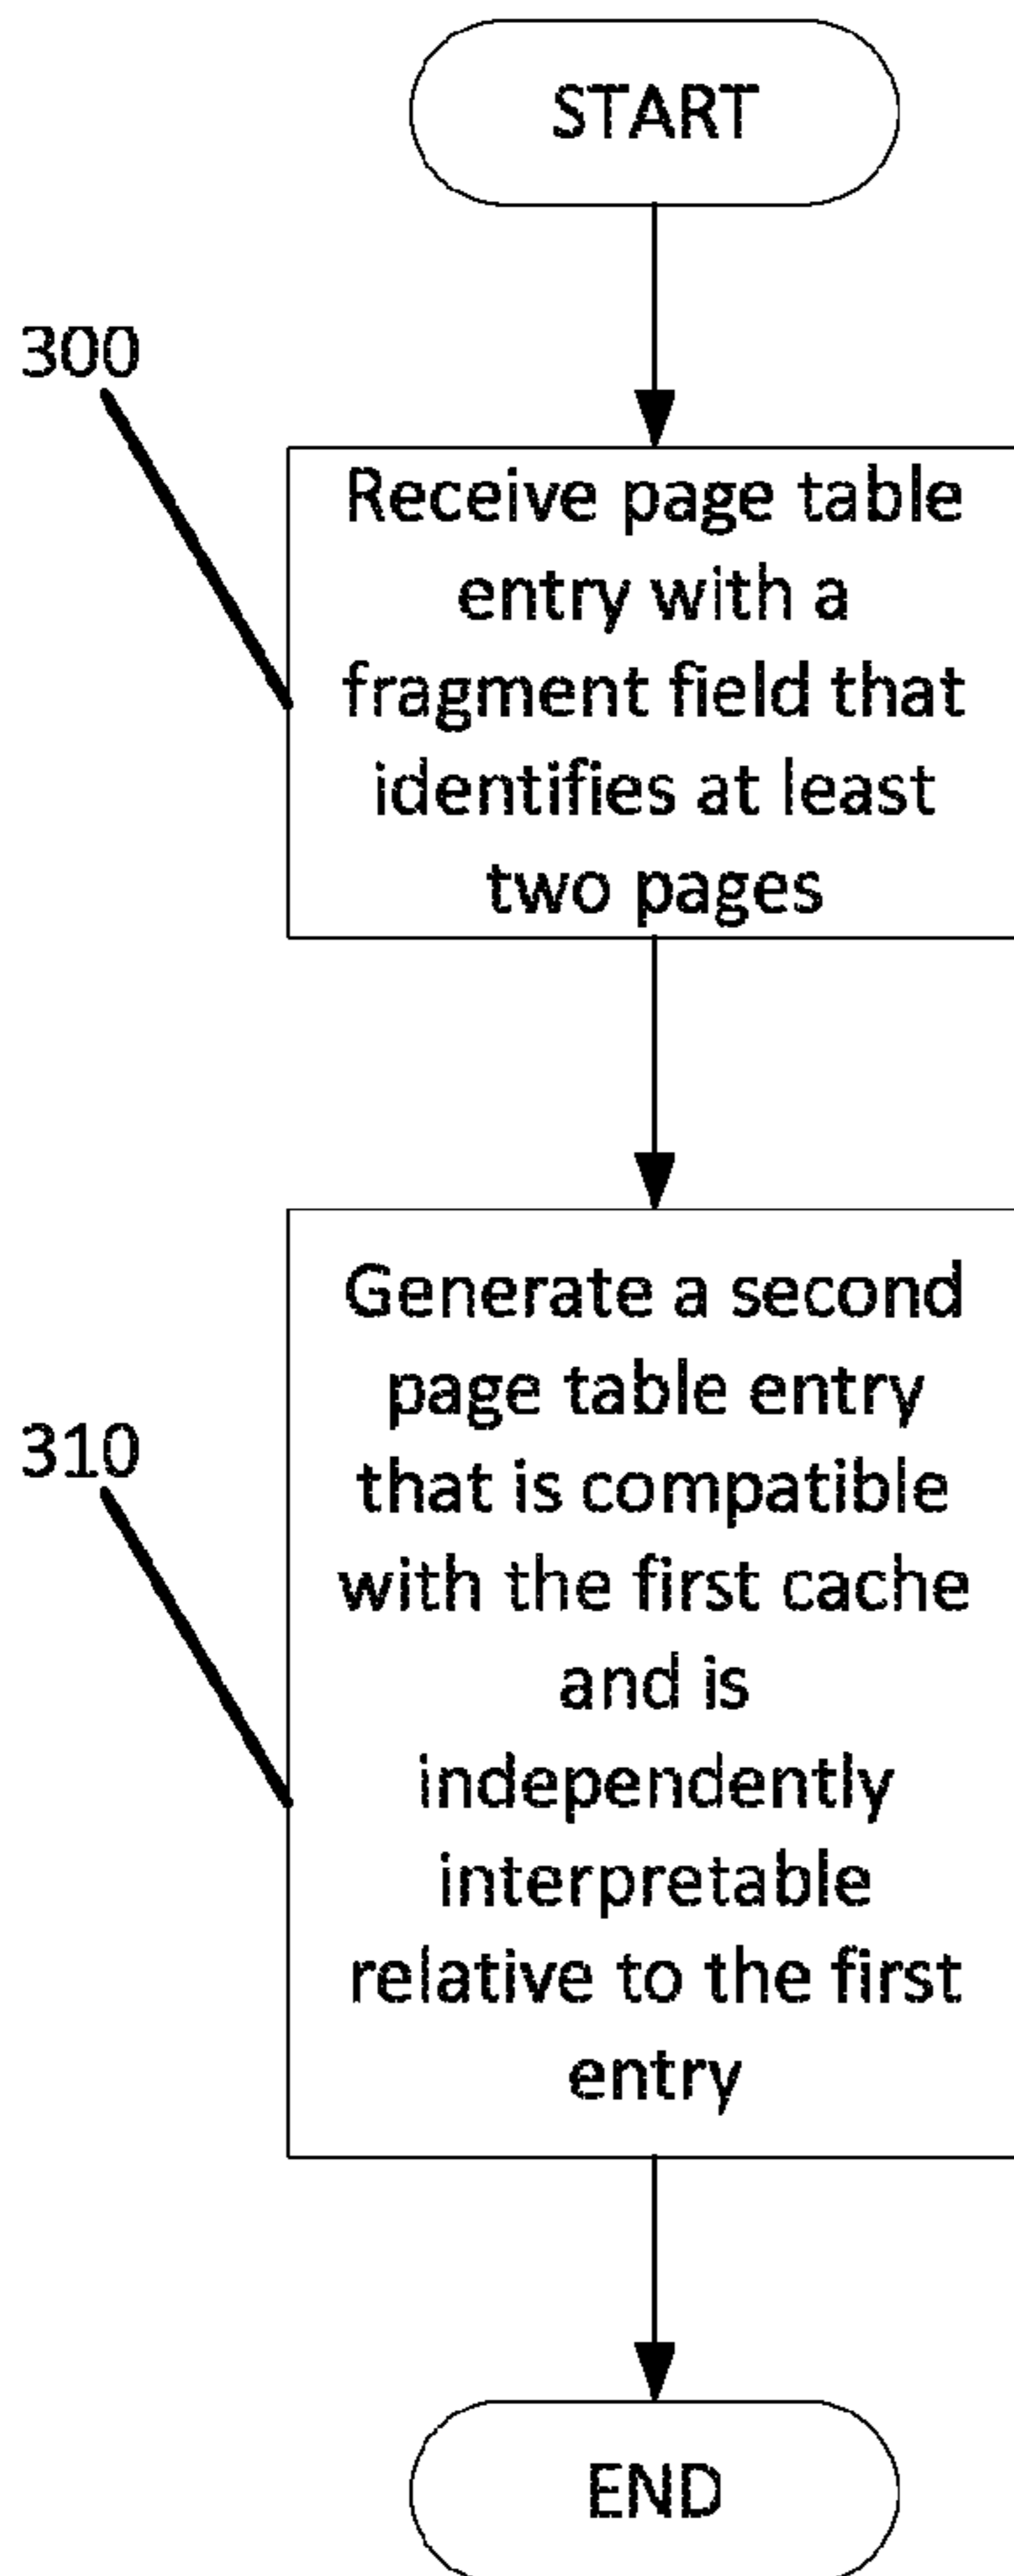 START
300
Receive page table
entry with a
fragment field that
identifies at least
two pages
310
Generate a second
page table entry
that is compatible
with the first cache
and is
independently
interpretable
relative to the first
entry
END